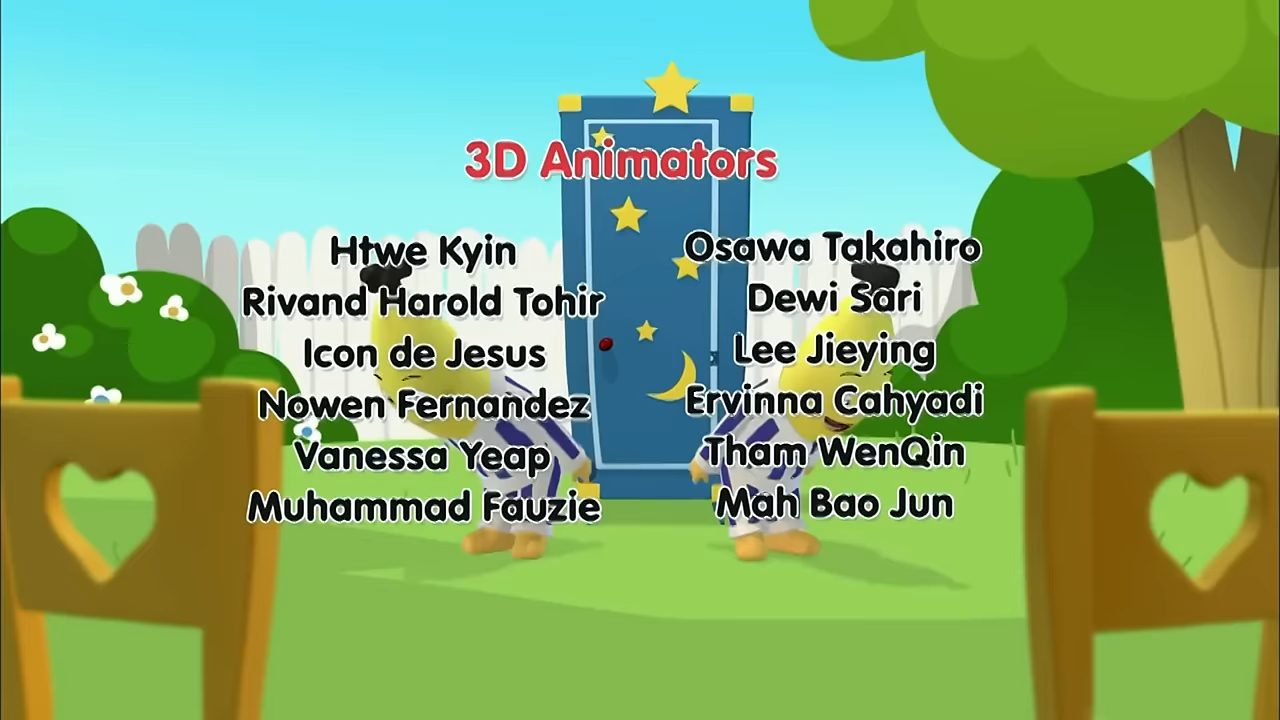 3D Animators
Htwe Kyin
Rivand Harold Tohir
Icon de Jesus
Nowen Fernandez
Vanessa Yeap
Muhammad Fauzie
Osawa Takahiro
Dewi Sari
Lee Jieying
Ervinna Cahyadi
Tham WenQin
Mah Bao Jun